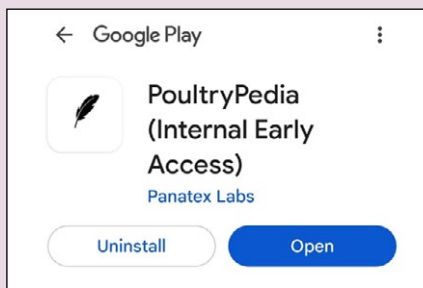 Google Play
PoultryPedia
(Internal Early
Access)
Panatex Labs
Uninstall
Open